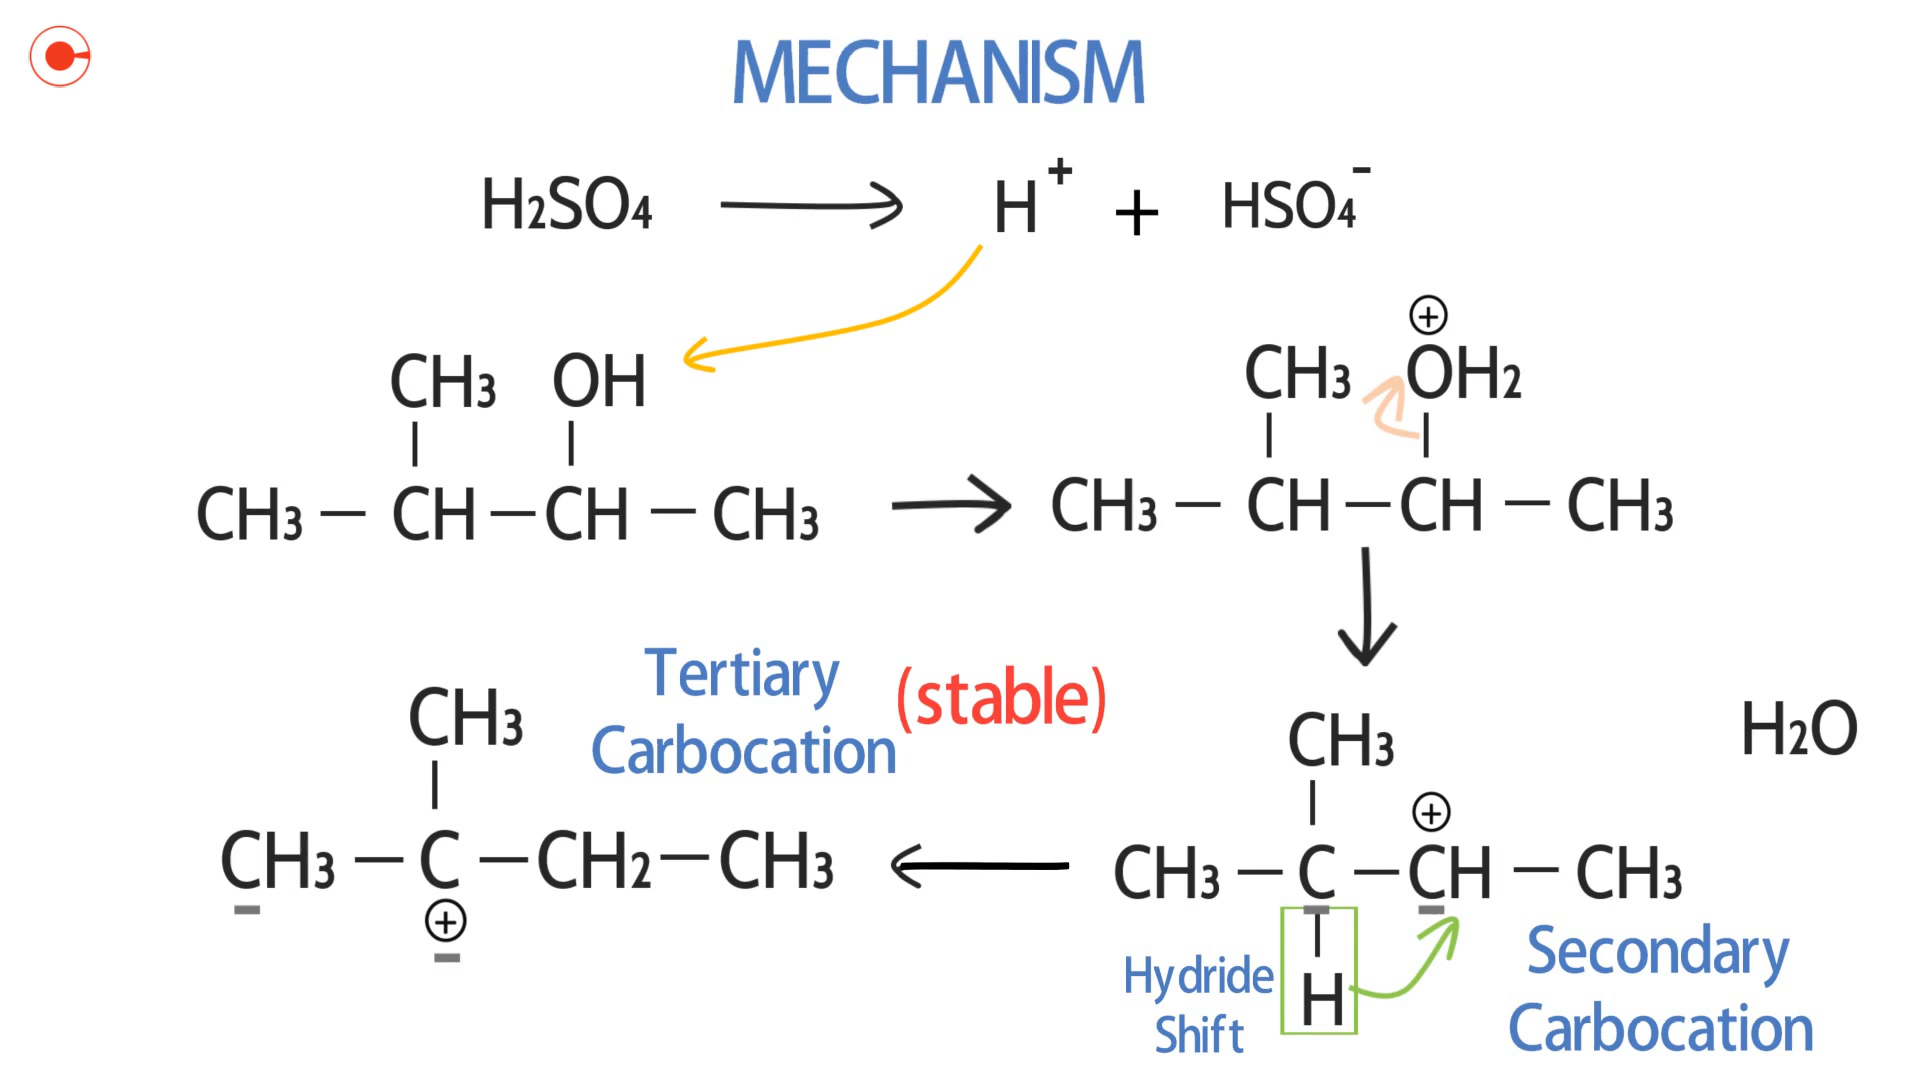 MECHANISM
H2SO4 ⟶ H+ + HSO4-
CH3 OH
CH3 – CH – CH – CH3
⊕
CH3 OH2
CH3 – CH – CH – CH3
Tertiary
Carbocation
(stable)
CH3
CH3 – C – CH2 – CH3
⊕
H2O
CH3
⊕
CH3 – C – CH – CH3
H
Hydride
Shift
Secondary
Carbocation